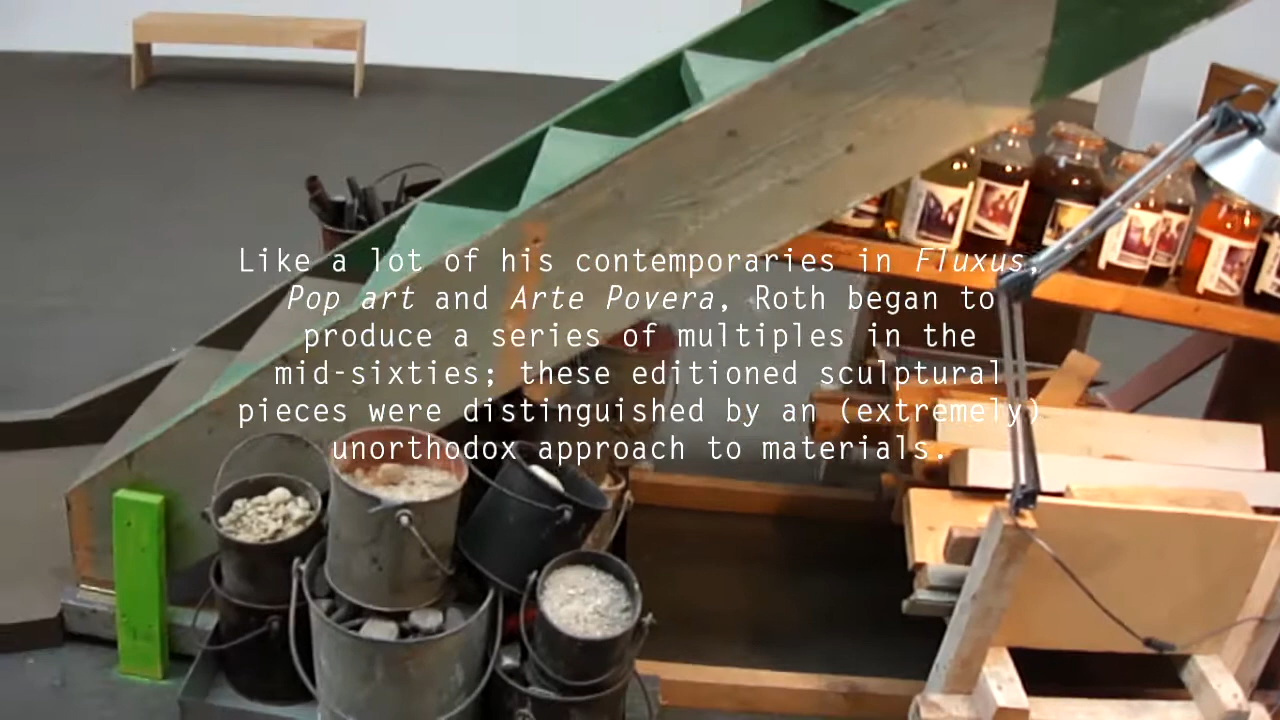 Like a lot of his contemporaries in Fluxus,
Pop art and Arte Povera, Roth began to
produce a series of multiples in the
mid-sixties; these editioned sculptural
pieces were distinguished by an (extremely)
unorthodox approach to materials.